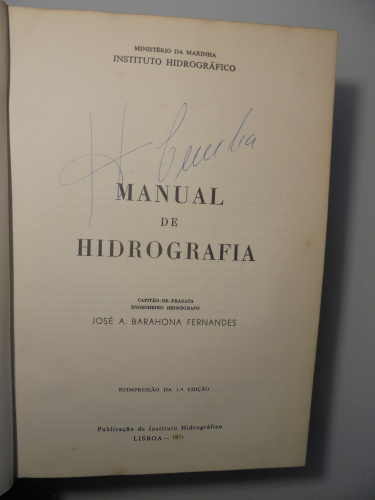 MINISTÉRIO DA MARINHA
INSTITUTO HIDROGRÁFICO
H. Cunha
MANUAL
DE
HIDROGRAFIA
CAPITÃO-DE-FRAGATA
ENGENHEIRO HIDRÓGRAFO
JOSÉ A. BARAHONA FERNANDES
REIMPRESSÃO DA 1.ª EDIÇÃO
Publicação do Instituto Hidrográfico
LISBOA — 1971